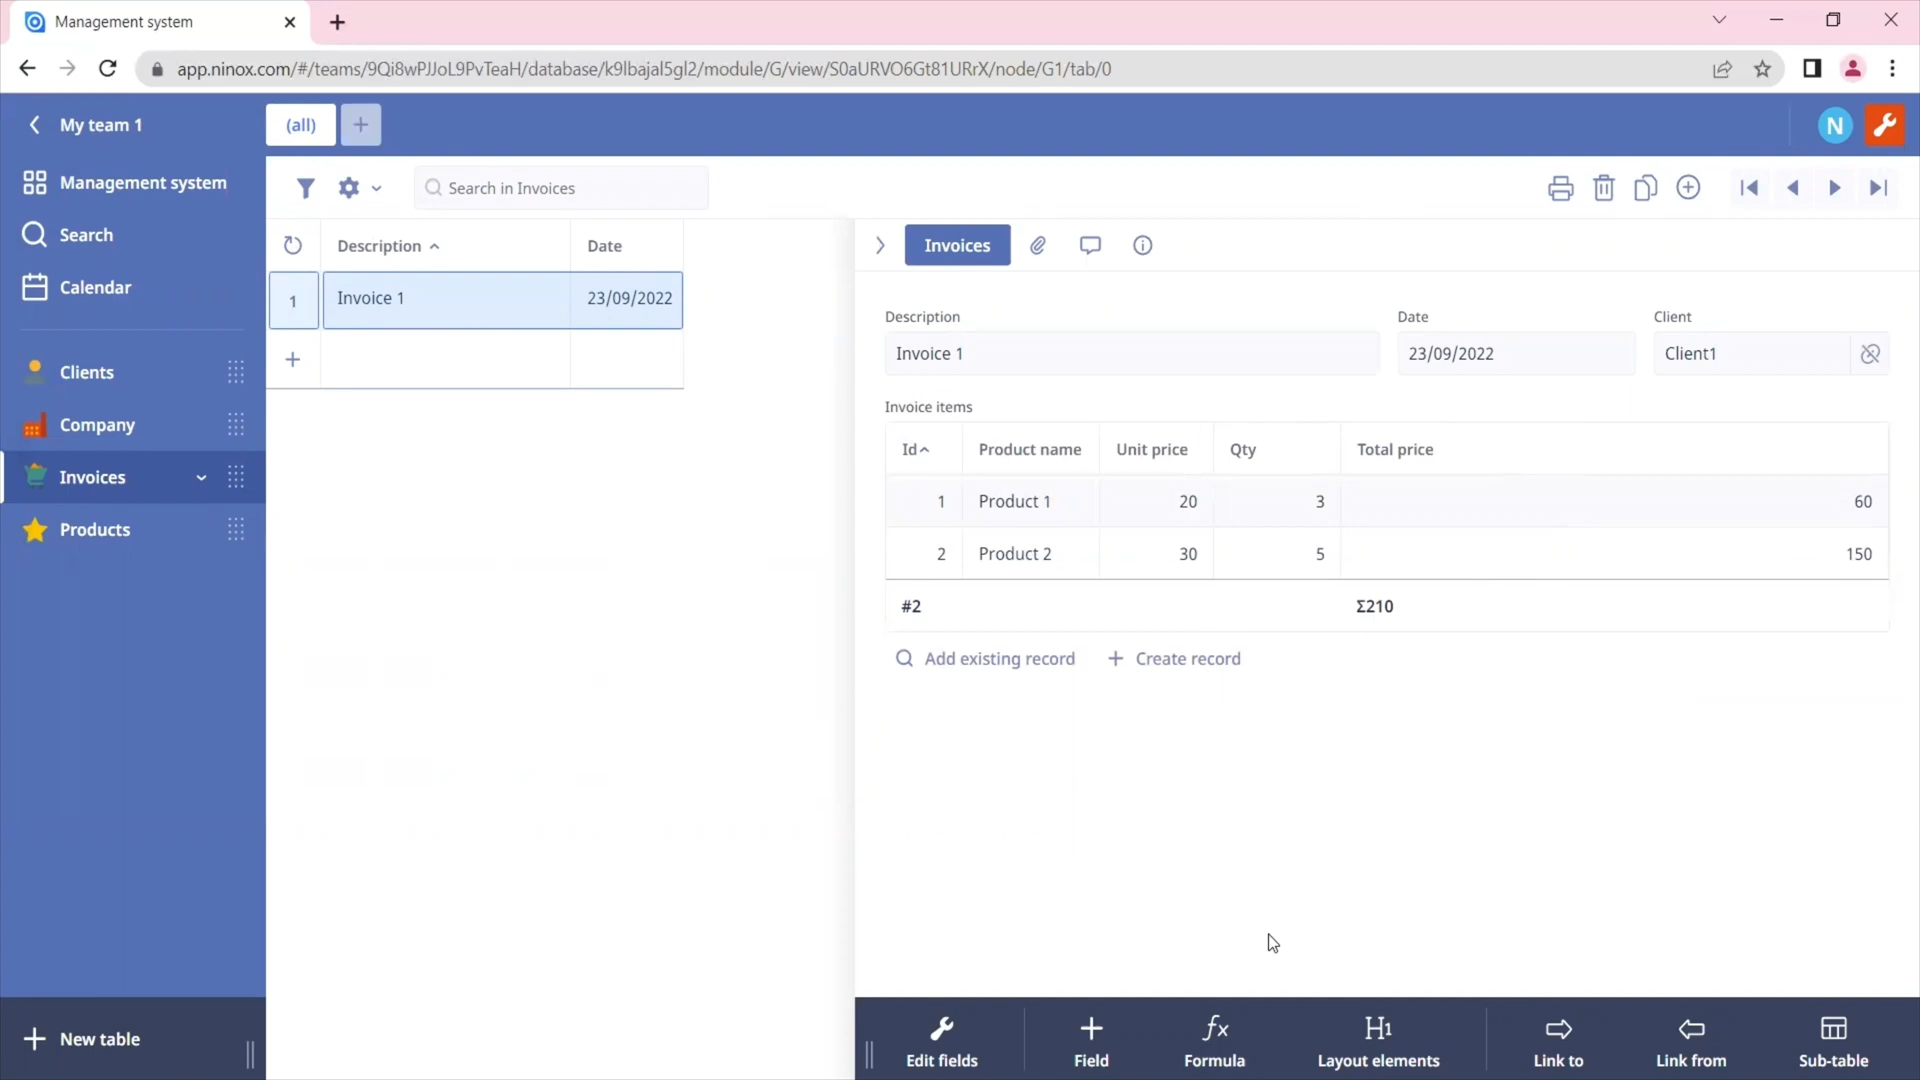 Management system
app.ninox.com/#/teams/9Qi8wPJJoL9PvTeaH/database/k9lbajal5gl2/module/G/view/S0aURVO6Gt81URrX/node/G1/tab/0
My team 1
(all)
N
Management system
Search
Calendar
Clients
Company
Invoices
Products
New table
Search in Invoices
Description
Date
1
Invoice 1
23/09/2022
Invoices
Description
Date
Client
Invoice 1
23/09/2022
Client1
Invoice items
Id Product name Unit price Qty Total price
1 Product 1 20 3 60
2 Product 2 30 5 150
#2 Σ210
Add existing record
Create record
fx
H1
Edit fields
Field
Formula
Layout elements
Link to
Link from
Sub-table